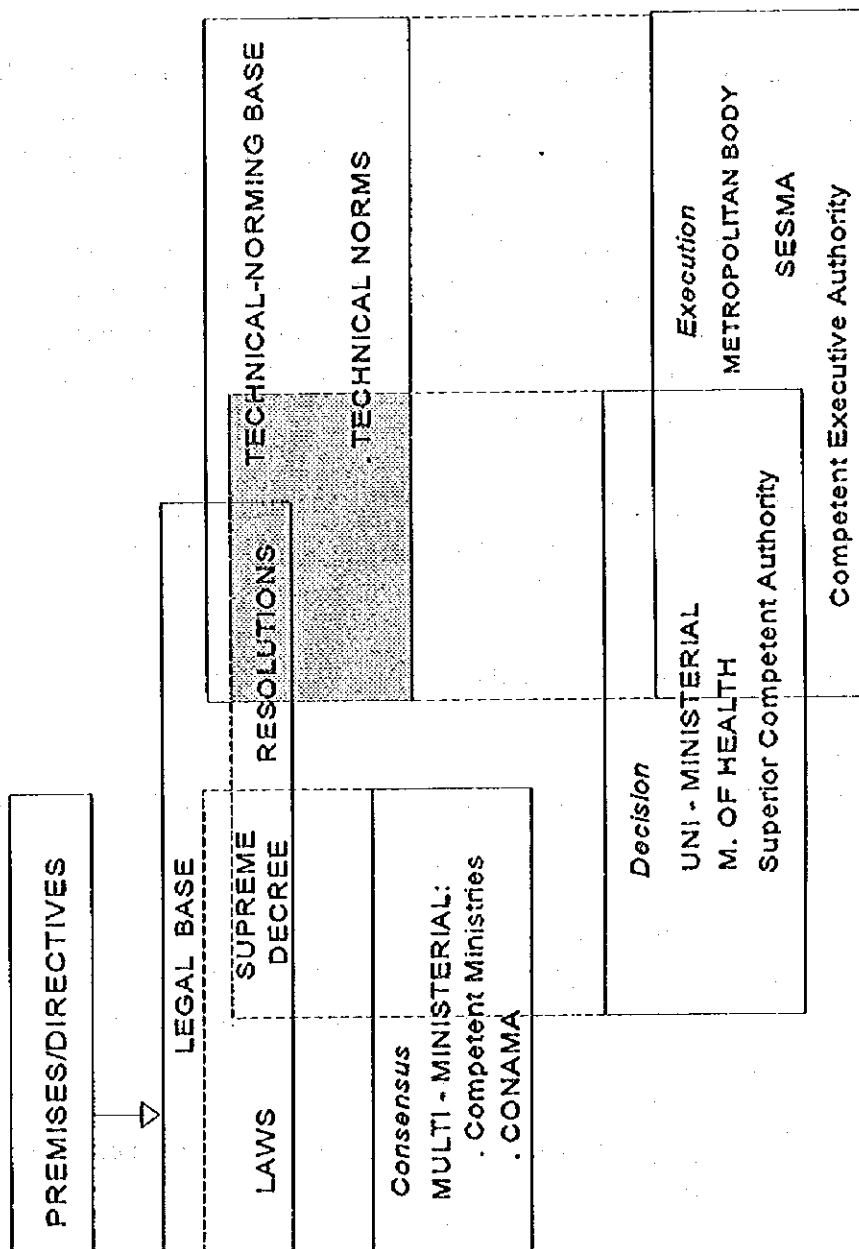 PREMISES/DIRECTIVES
LEGAL BASE
LAWS
SUPREME
DECREE
RESOLUTIONS
TECHNICAL-NORMING BASE
. TECHNICAL NORMS
Consensus
MULTI - MINISTERIAL:
. Competent Ministries
. CONAMA
Decision
UNI - MINISTERIAL
M. OF HEALTH
Superior Competent Authority
Execution
METROPOLITAN BODY
SESMA
Competent Executive Authority